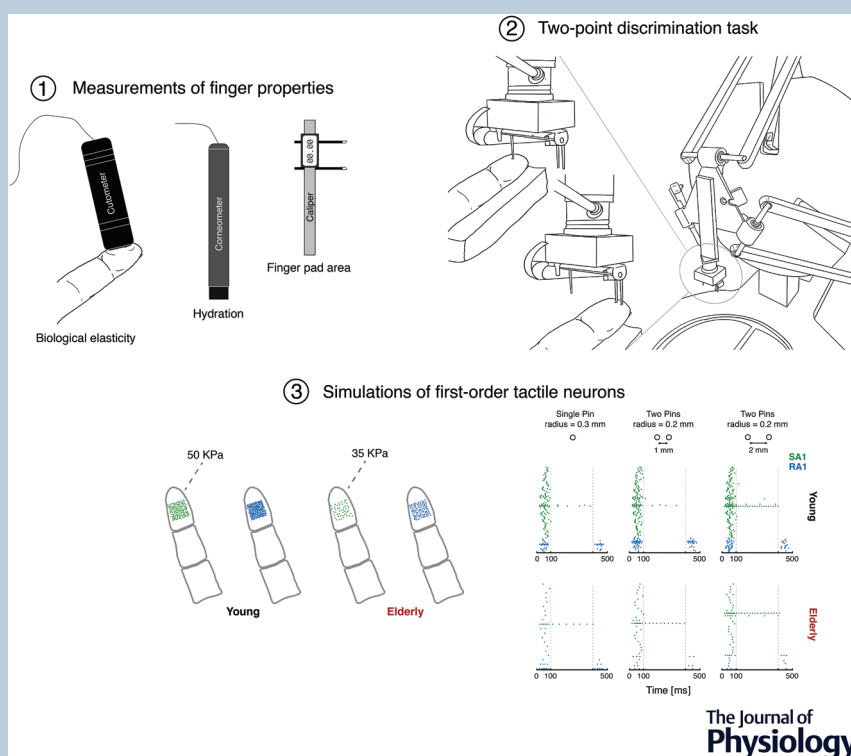 ① Measurements of finger properties
Cutometer
Corneometer
00.00
Caliper
Finger pad area
Hydration
Biological elasticity
② Two-point discrimination task
③ Simulations of first-order tactile neurons
50 KPa
35 KPa
Young
Elderly
Single Pin
radius = 0.3 mm
Two Pins
radius = 0.2 mm
1 mm
Two Pins
radius = 0.2 mm
2 mm
SA1
RA1
Young
0 100 500
0 100 500
0 100 500
Elderly
0 100 500
0 100 500
0 100 500
Time [ms]
The Journal of
Physiology